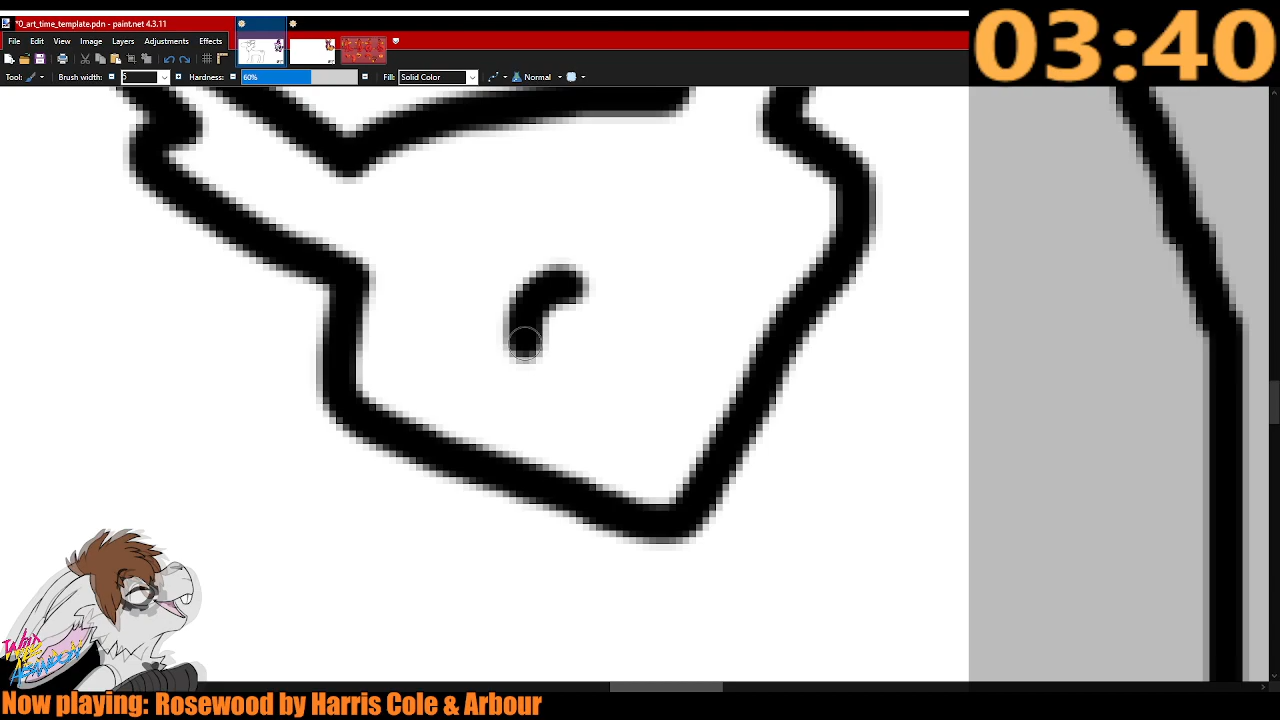 *0_art_time_template.pdn - paint.net 4.3.11
03:40
File Edit View Image Layers Adjustments Effects
Tool: Brush width: 5 Hardness: 60% Fill: Solid Color Normal
Now playing: Rosewood by Harris Cole & Arbour